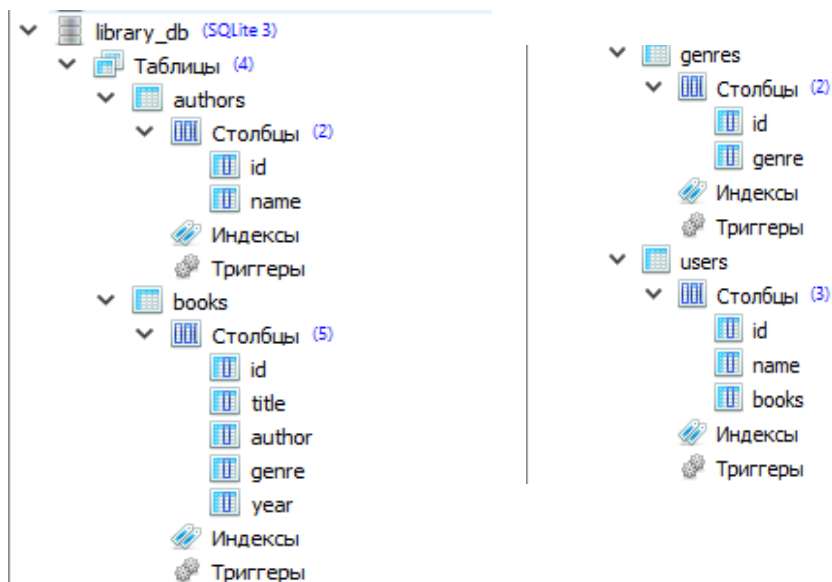 library_db (SQLite 3)
Таблицы (4)
authors
Столбцы (2)
id
name
Индексы
Триггеры
books
Столбцы (5)
id
title
author
genre
year
Индексы
Триггеры
genres
Столбцы (2)
id
genre
Индексы
Триггеры
users
Столбцы (3)
id
name
books
Индексы
Триггеры